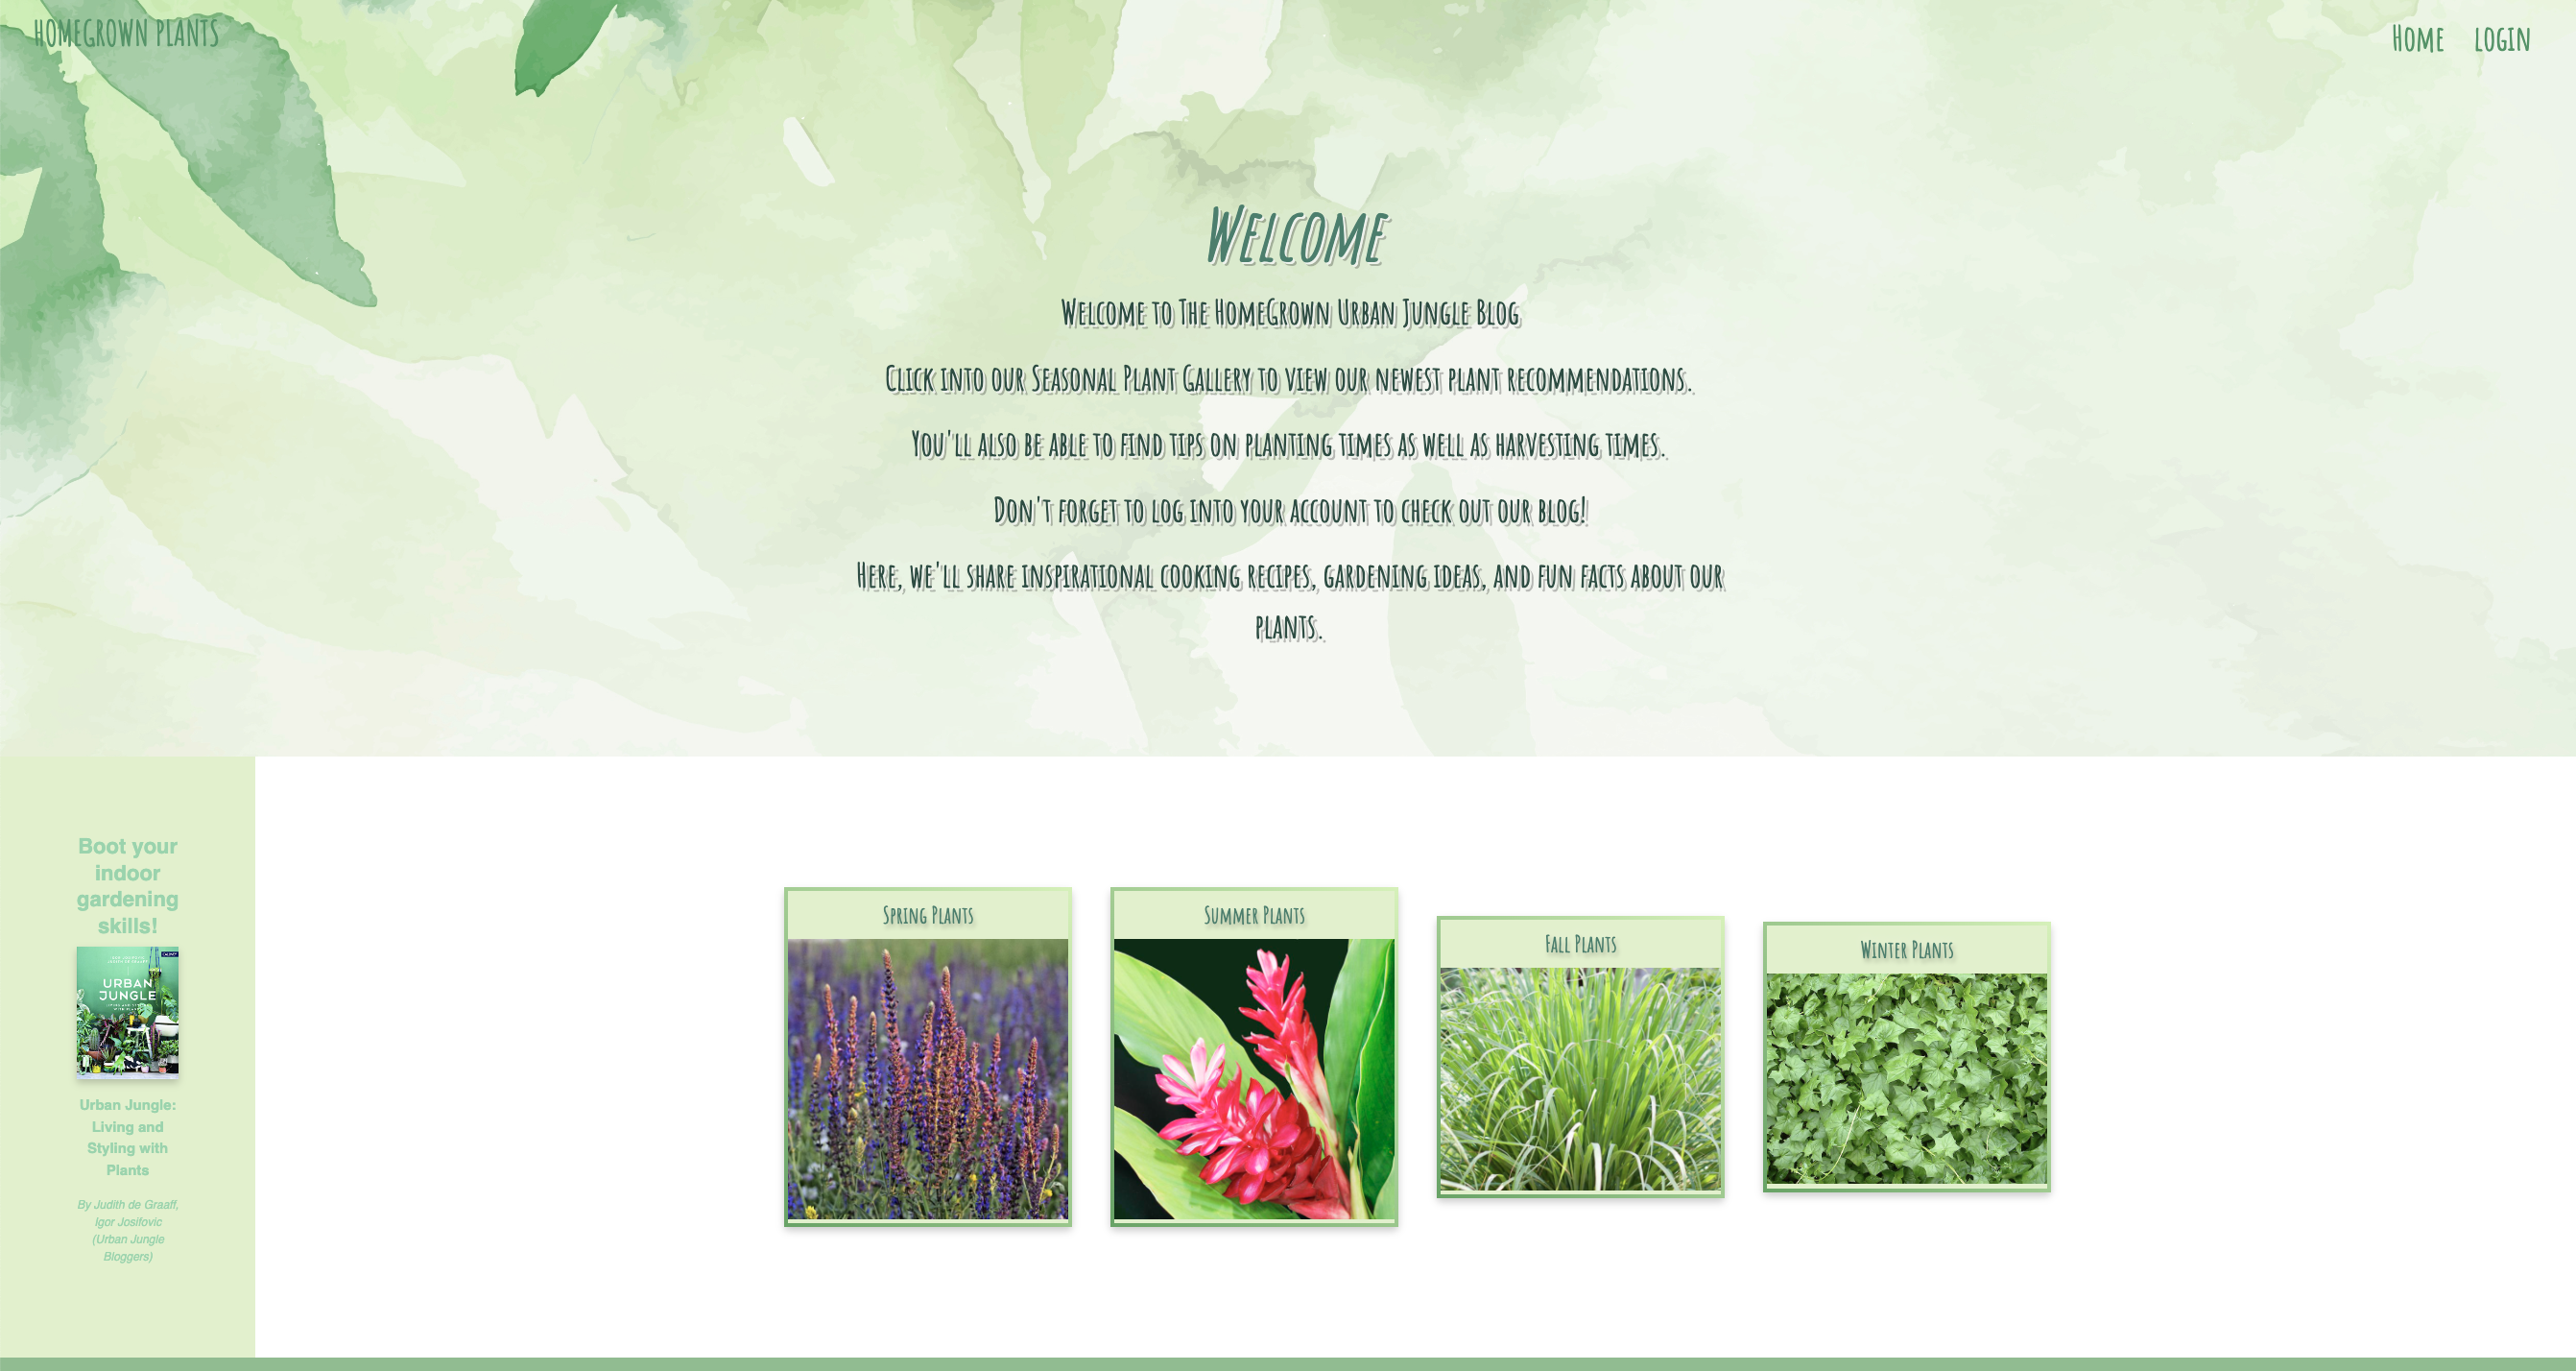 HOMEGROWN PLANTS
Home LOGIN
Welcome
Welcome to The HomeGrown Urban Jungle Blog
Click into our Seasonal Plant Gallery to view our newest plant recommendations.
You'll also be able to find tips on planting times as well as harvesting times.
Don't forget to log into your account to check out our blog!
Here, we'll share inspirational cooking recipes, gardening ideas, and fun facts about our
plants.
Boot your
indoor
gardening
skills!
URBAN
JUNGLE
Urban Jungle:
Living and
Styling with
Plants
By Judith de Graaff,
Igor Josifovic
(Urban Jungle
Bloggers)
Spring Plants
Summer Plants
Fall Plants
Winter Plants